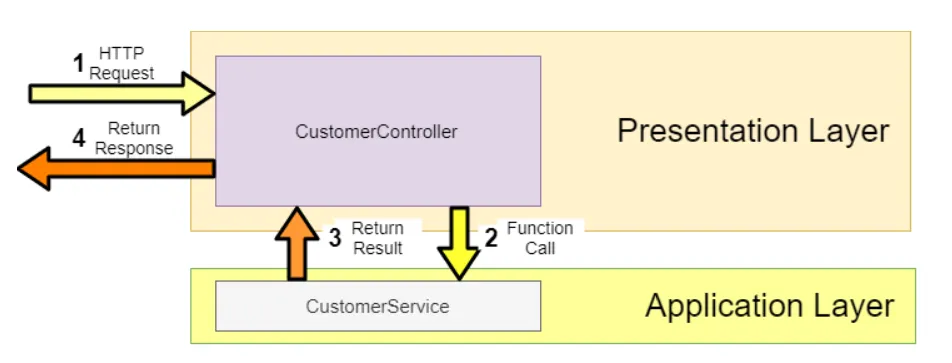 1 HTTP
Request
4 Return
Response
CustomerController
Presentation Layer
3 Return
Result
2 Function
Call
CustomerService
Application Layer